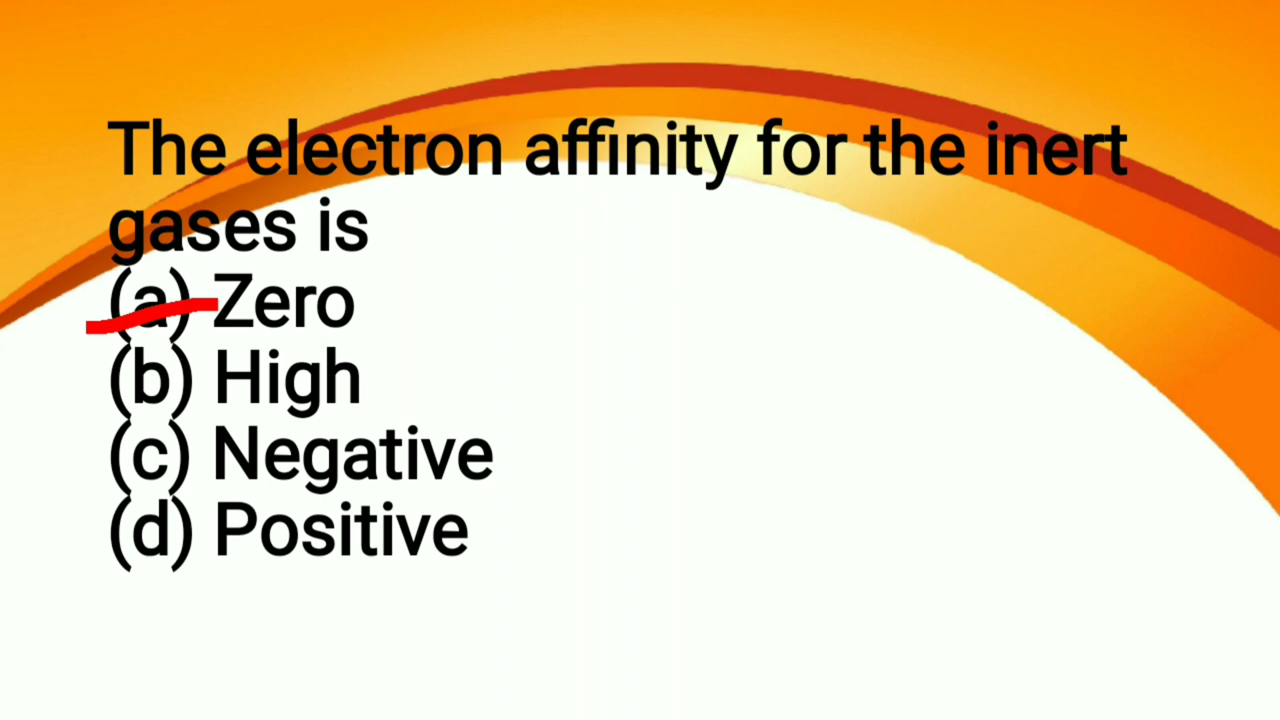 The electron affinity for the inert
gases is
(a) Zero
(b) High
(c) Negative
(d) Positive